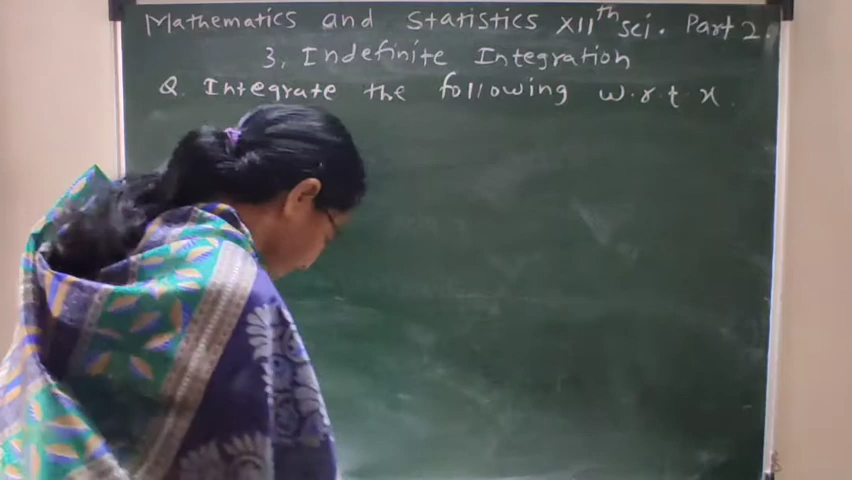 Mathematics and Statistics XIIth sci. Part 2.
3. Indefinite Integration
Q. Integrate the following w.r.t. x.